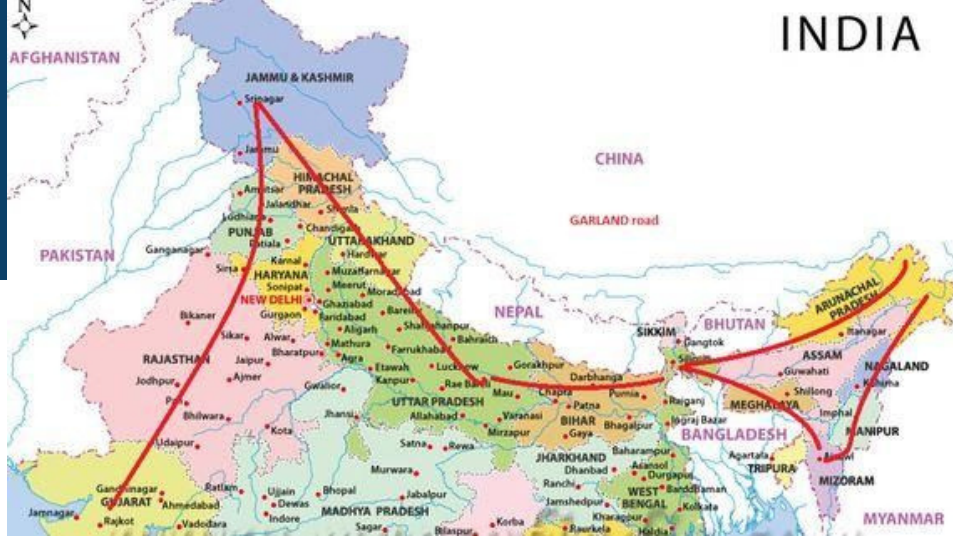 N
INDIA
AFGHANISTAN
JAMMU & KASHMIR
Srinagar
Jammu
CHINA
HIMACHAL
PRADESH
Amritsar
Jalandhar
Shimla
Ludhiana
GARLAND road
PUNJAB
Chandigarh
Patiala
UTTARAKHAND
PAKISTAN
Ganganagar
Hardwar
Karnal
Sirsa
HARYANA
Muzaffarnagar
Sonipat
Meerut
NEW DELHI
Moradabad
Ghaziabad
NEPAL
ARUNACHAL
PRADESH
Gurgaon
Faridabad
Bareilly
Bikaner
Aligarh
Shahjahanpur
SIKKIM
BHUTAN
Itanagar
Sikar
Alwar
Mathura
Bahraich
Gangtok
Bharatpur
Farrukhabad
ASSAM
RAJASTHAN
Jaipur
Agra
Etawah
Lucknow
Gorakhpur
Guwahati
NAGALAND
Jodhpur
Ajmer
Kanpur
Rae Bareli
Darbhanga
Kohima
Gwalior
Mau
Chapra
Purnia
Shillong
Pali
UTTAR PRADESH
Patna
Raiganj
MEGHALAYA
Imphal
Bhilwara
Jhansi
Allahabad
Varanasi
BIHAR
Bhagalpur
Ingraj Bazar
Kota
Mirzapur
Gaya
BANGLADESH
MANIPUR
Udaipur
Satna
Rewa
JHARKHAND
Baharampur
Agartala
Aizawl
Dhanbad
Asansol
TRIPURA
Murwara
Durgapur
MIZORAM
Gandhinagar
Ratlam
Ujjain
Bhopal
Jabalpur
Ranchi
WEST
BENGAL
Barddhaman
GUJARAT
Ahmedabad
Dewas
MADHYA PRADESH
Jamshedpur
Kolkata
Jamnagar
Rajkot
Vadodara
Indore
Sagar
Korba
Kharagpur
MYANMAR
Bilaspur
Raurkela
Haldia